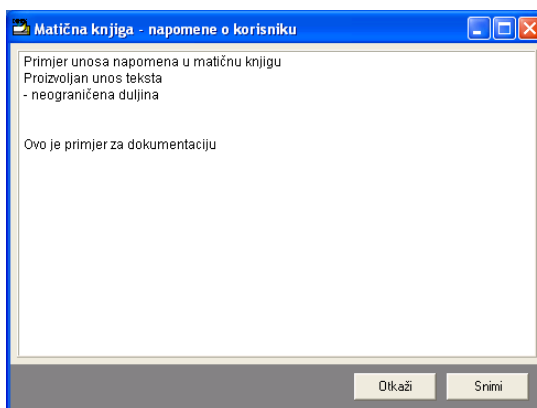 Matična knjiga - napomene o korisniku
Primjer unosa napomena u matičnu knjigu
Proizvoljan unos teksta
- neograničena duljina
Ovo je primjer za dokumentaciju
Otkaži Snimi